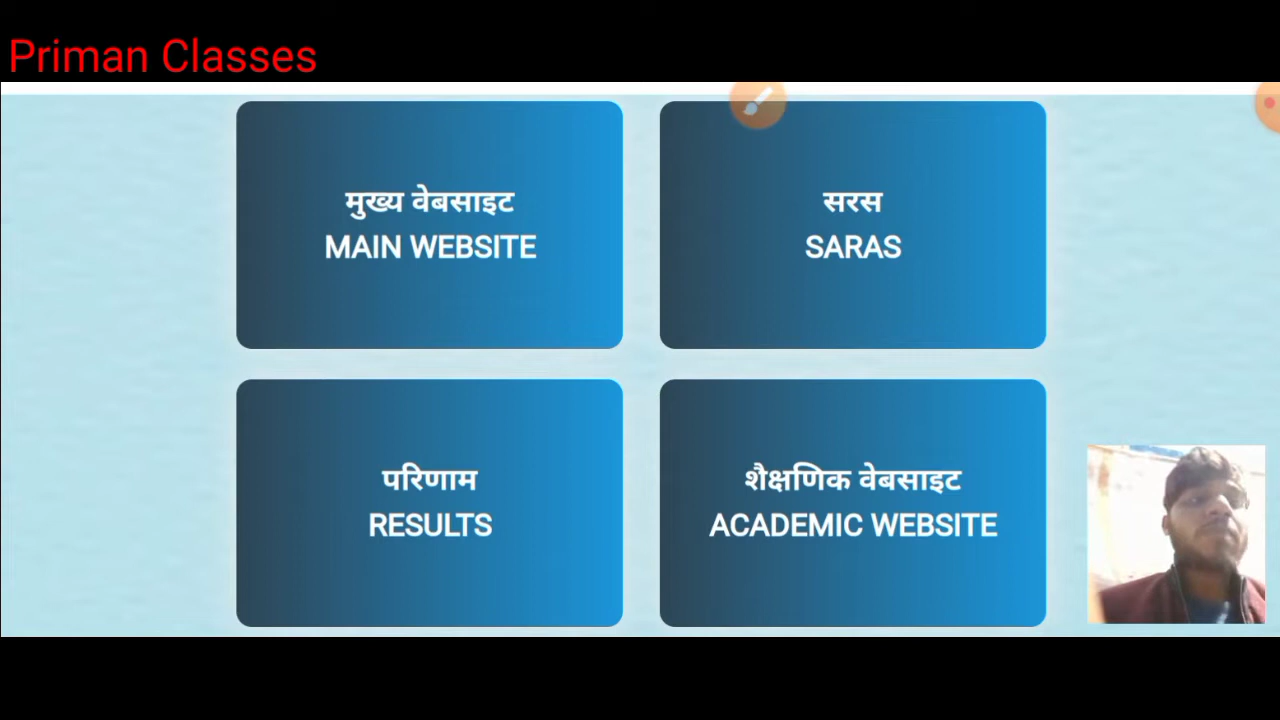 Priman Classes
मुख्य वेबसाइट
MAIN WEBSITE
सरस
SARAS
परिणाम
RESULTS
शैक्षणिक वेबसाइट
ACADEMIC WEBSITE